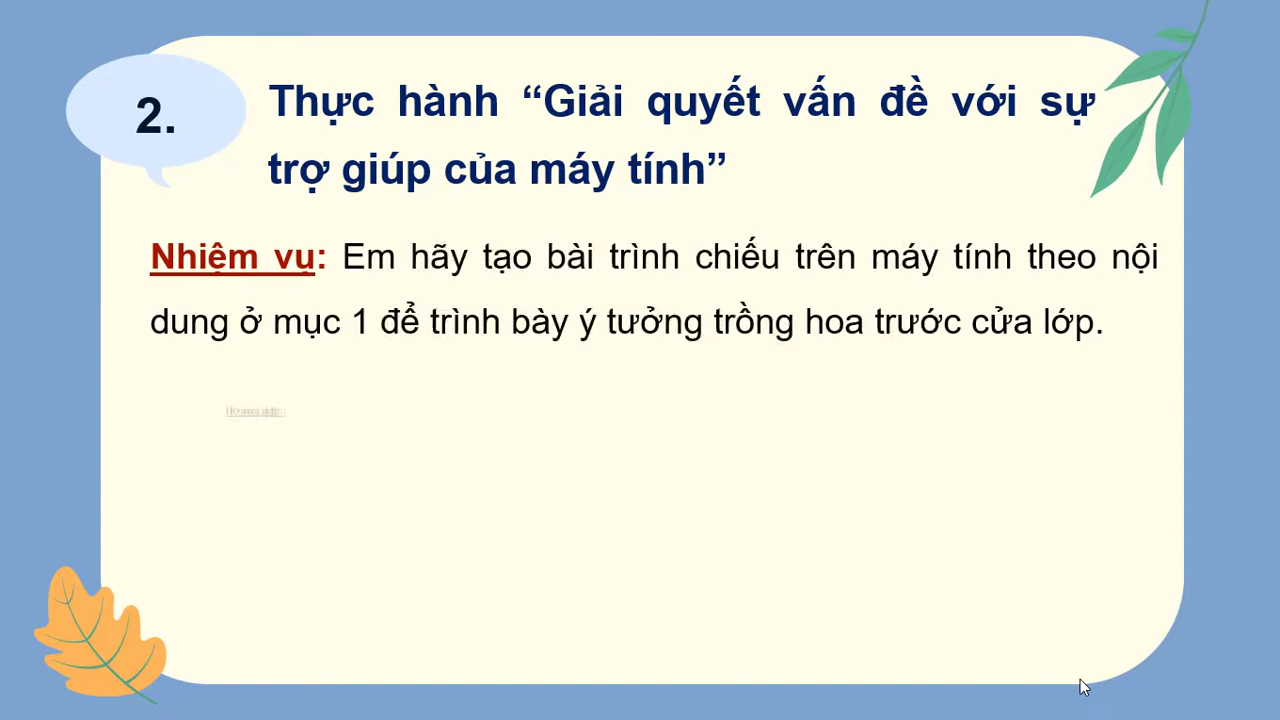 2.
Thực hành “Giải quyết vấn đề với sự
trợ giúp của máy tính”
Nhiệm vụ: Em hãy tạo bài trình chiếu trên máy tính theo nội
dung ở mục 1 để trình bày ý tưởng trồng hoa trước cửa lớp.